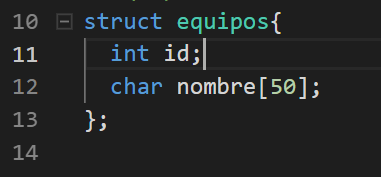 10 struct equipos{
11 int id;
12 char nombre[50];
13 };
14